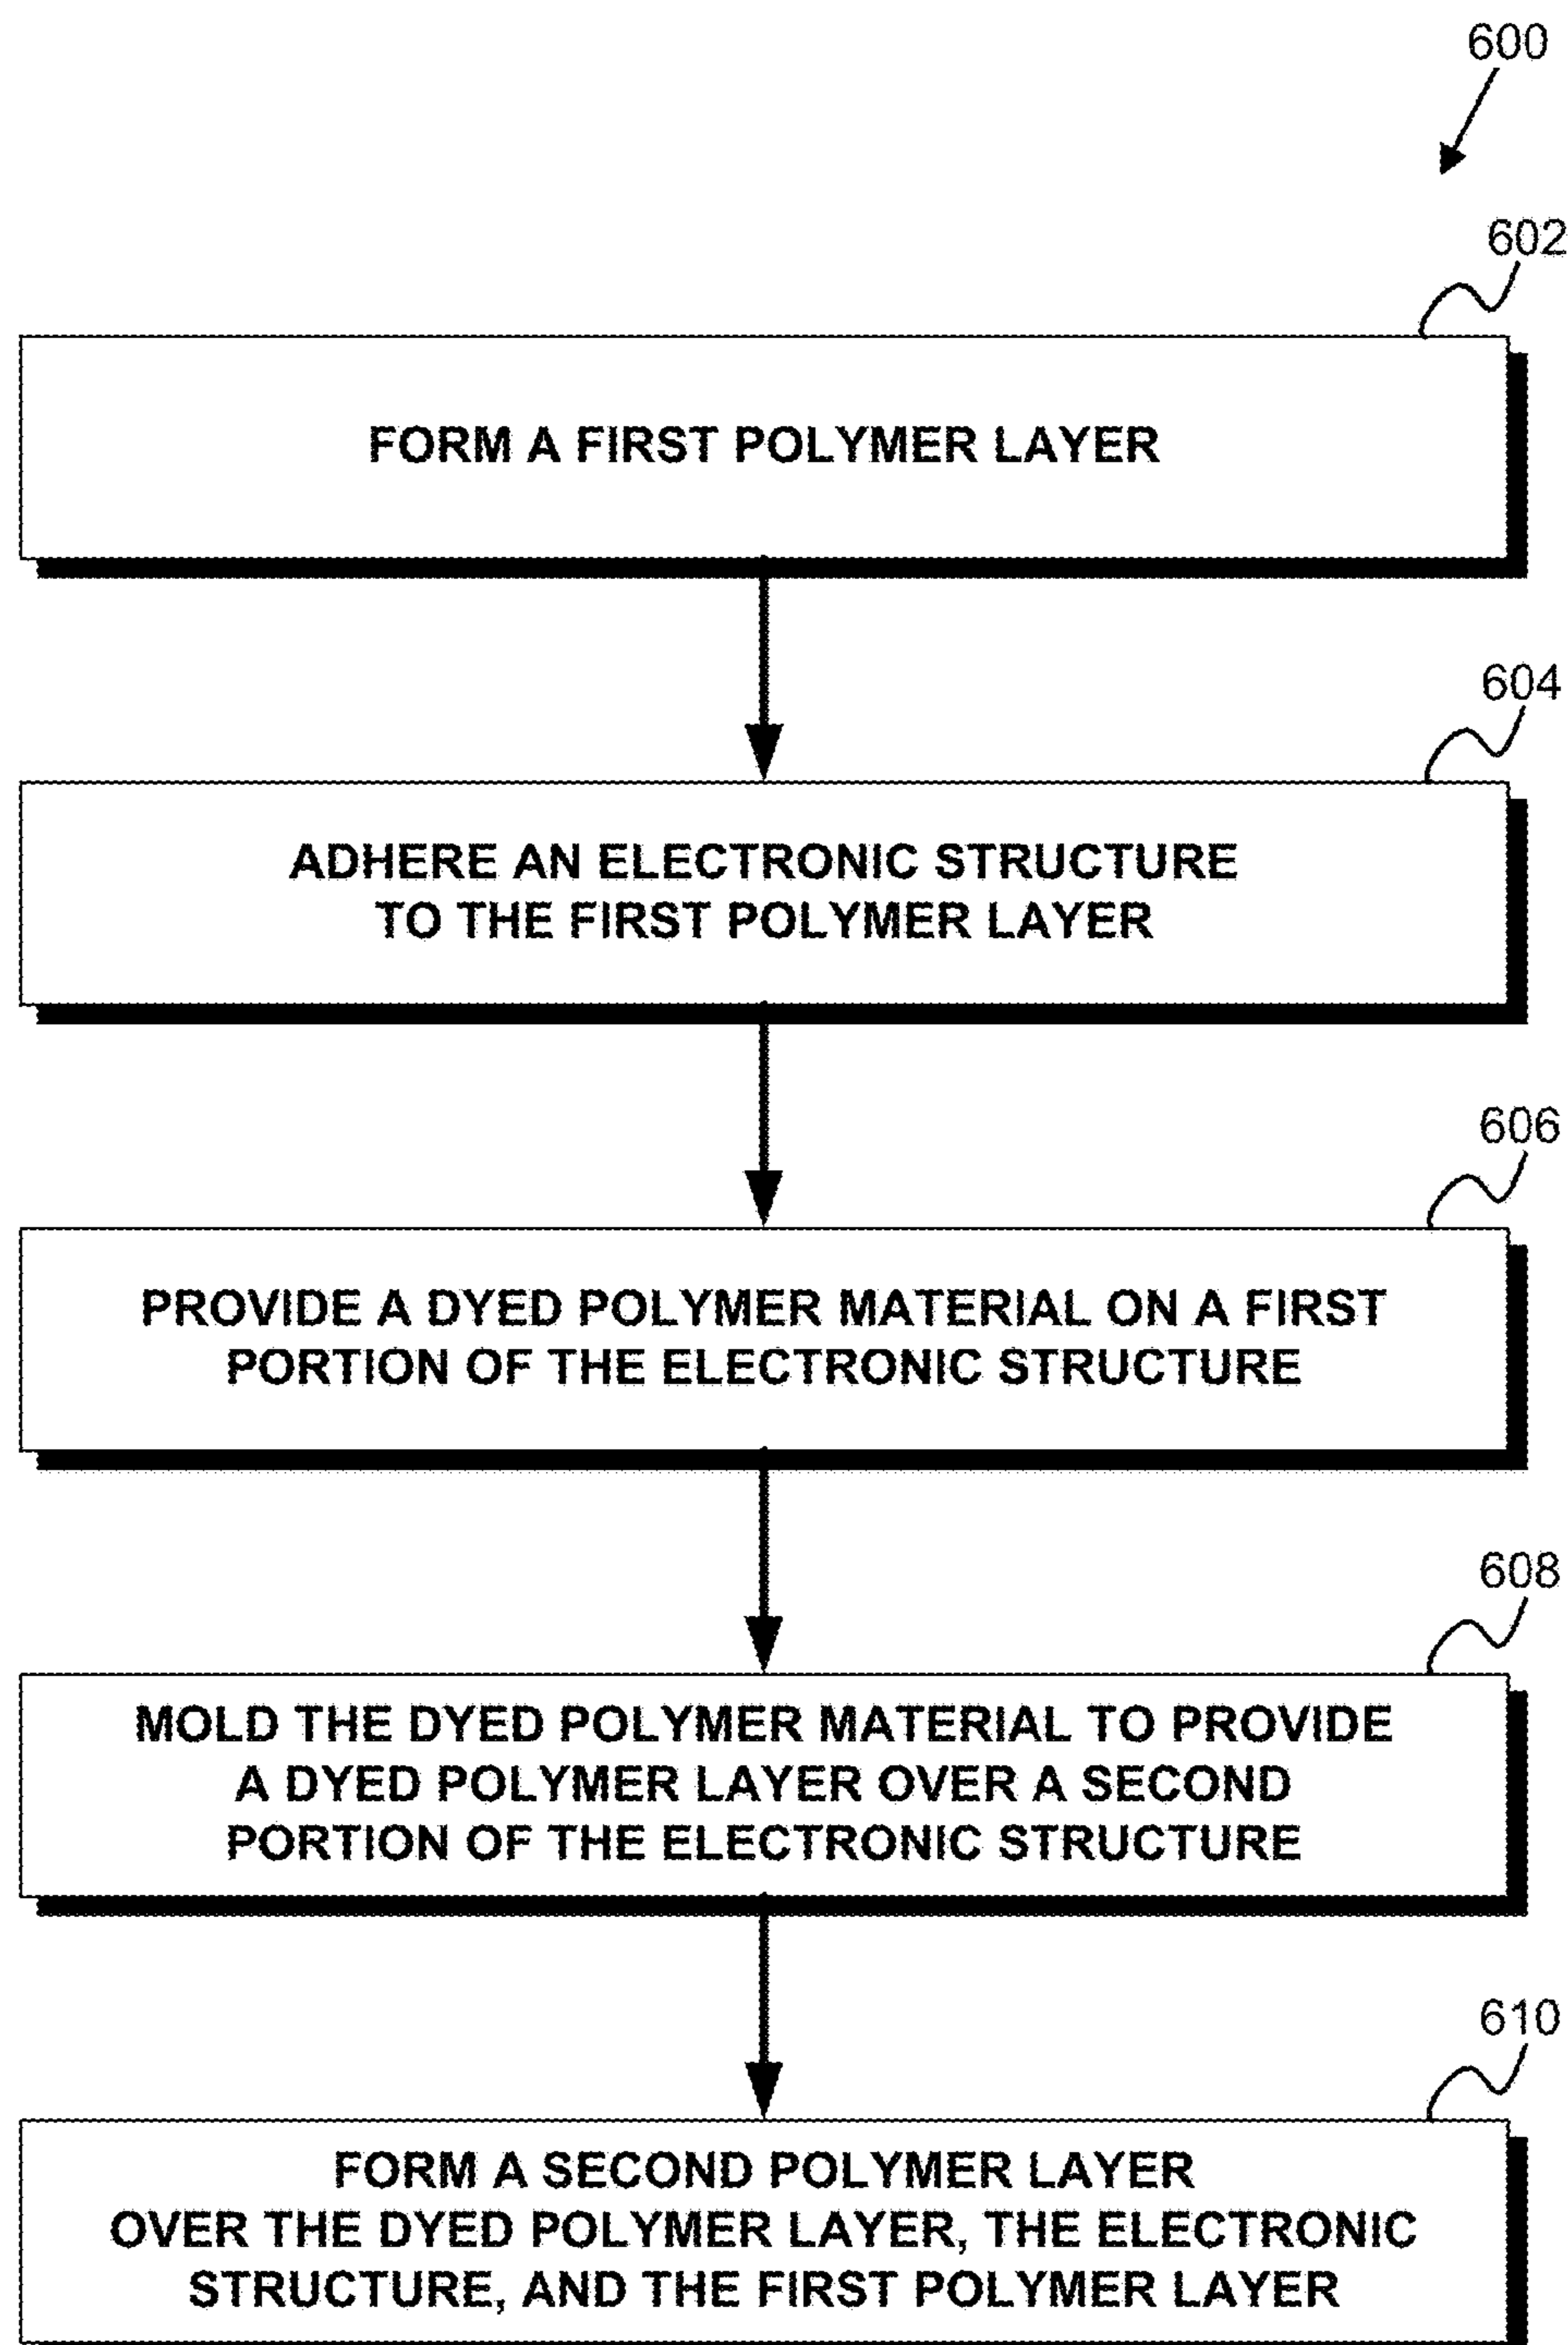 600
602
FORM A FIRST POLYMER LAYER
604
ADHERE AN ELECTRONIC STRUCTURE
TO THE FIRST POLYMER LAYER
606
PROVIDE A DYED POLYMER MATERIAL ON A FIRST
PORTION OF THE ELECTRONIC STRUCTURE
608
MOLD THE DYED POLYMER MATERIAL TO PROVIDE
A DYED POLYMER LAYER OVER A SECOND
PORTION OF THE ELECTRONIC STRUCTURE
610
FORM A SECOND POLYMER LAYER
OVER THE DYED POLYMER LAYER, THE ELECTRONIC
STRUCTURE, AND THE FIRST POLYMER LAYER